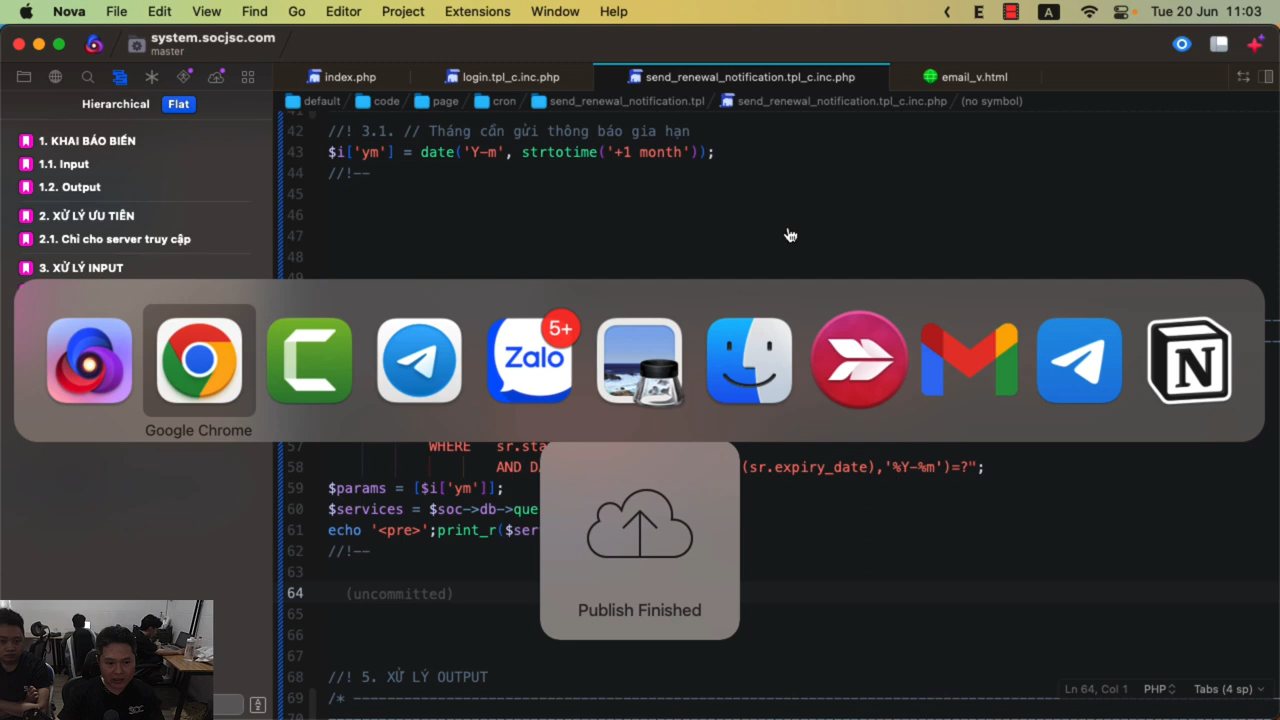 Nova File Edit View Find Go Editor Project Extensions Window Help
E A Tue 20 Jun 11:03
system.socjsc.com
master
index.php
login.tpl_c.inc.php
send_renewal_notification.tpl_c.inc.php
email_v.html
Hierarchical Flat
default / code / page / cron / send_renewal_notification.tpl / send_renewal_notification.tpl_c.inc.php / (no symbol)
1. KHAI BÁO BIẾN
1.1. Input
1.2. Output
2. XỬ LÝ ƯU TIÊN
2.1. Chỉ cho server truy cập
3. XỬ LÝ INPUT
42 //! 3.1. // Tháng cần gửi thông báo gia hạn
43 $i['ym'] = date('Y-m', strtotime('+1 month'));
44 //!--
45
46
47
48
5+
Zalo
Google Chrome
57 WHERE sr.sta
58 AND D (sr.expiry_date),'%Y-%m')=?";
59 $params = [$i['ym']];
60 $services = $soc->db->que
61 echo '<pre>';print_r($ser
62 //!--
63
64 (uncommitted)
65
66
67
68 //! 5. XỬ LÝ OUTPUT
69 /* ---
Publish Finished
Ln 64, Col 1 PHP Tabs (4 sp)